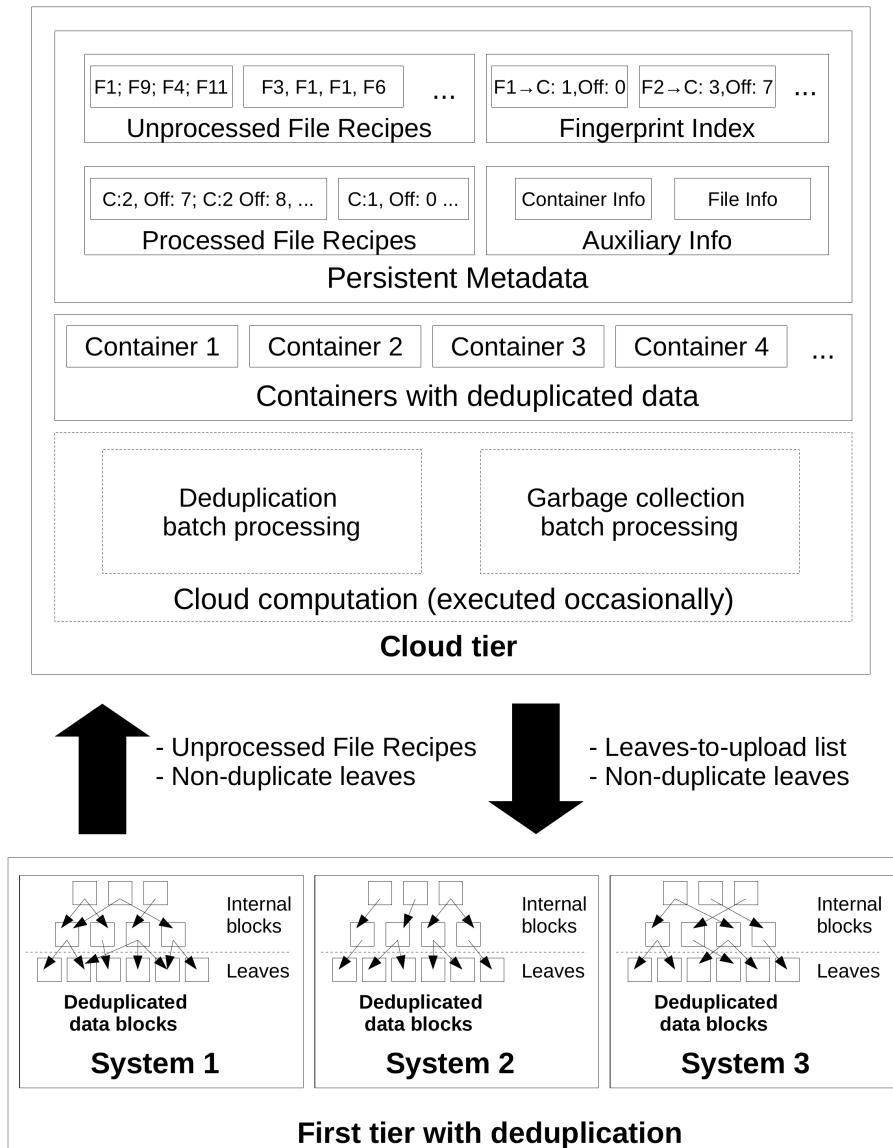 F1; F9; F4; F11
F3, F1, F1, F6
...
Unprocessed File Recipes
F1→C: 1,Off: 0
F2→C: 3,Off: 7
...
Fingerprint Index
C:2, Off: 7; C:2 Off: 8, ...
C:1, Off: 0 ...
Processed File Recipes
Container Info
File Info
Auxiliary Info
Persistent Metadata
Container 1
Container 2
Container 3
Container 4
...
Containers with deduplicated data
Deduplication
batch processing
Garbage collection
batch processing
Cloud computation (executed occasionally)
Cloud tier
- Unprocessed File Recipes
- Non-duplicate leaves
- Leaves-to-upload list
- Non-duplicate leaves
Internal
blocks
Leaves
Deduplicated
data blocks
System 1
Internal
blocks
Leaves
Deduplicated
data blocks
System 2
Internal
blocks
Leaves
Deduplicated
data blocks
System 3
First tier with deduplication